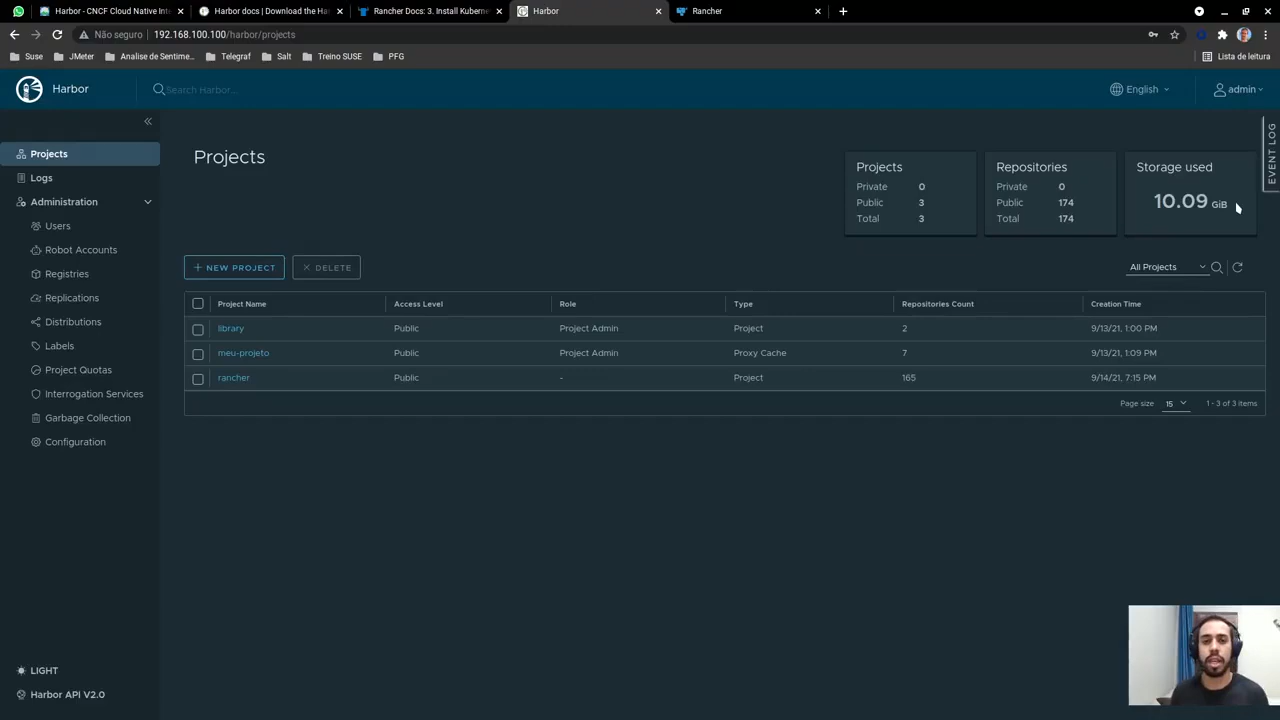 Harbor - CNCF Cloud Native Int
Harbor docs | Download the Har
Rancher Docs: 3. Install Kuberne
Harbor
Rancher
Não seguro
192.168.100.100/harbor/projects
Suse
JMeter
Analise de Sentime...
Telegraf
Salt
Treino SUSE
PFG
Lista de leitura
Harbor
Search Harbor...
English
admin
EVENT LOG
Projects
Logs
Administration
Users
Robot Accounts
Registries
Replications
Distributions
Labels
Project Quotas
Interrogation Services
Garbage Collection
Configuration
LIGHT
Harbor API V2.0
Projects
Projects
Private 0
Public 3
Total 3
Repositories
Private 0
Public 174
Total 174
Storage used
10.09 GiB
NEW PROJECT
DELETE
All Projects
Project Name Access Level Role Type Repositories Count Creation Time
library Public Project Admin Project 2 9/13/21, 1:00 PM
meu-projeto Public Project Admin Proxy Cache 7 9/13/21, 1:09 PM
rancher Public - Project 165 9/14/21, 7:15 PM
Page size 15 1 - 3 of 3 items